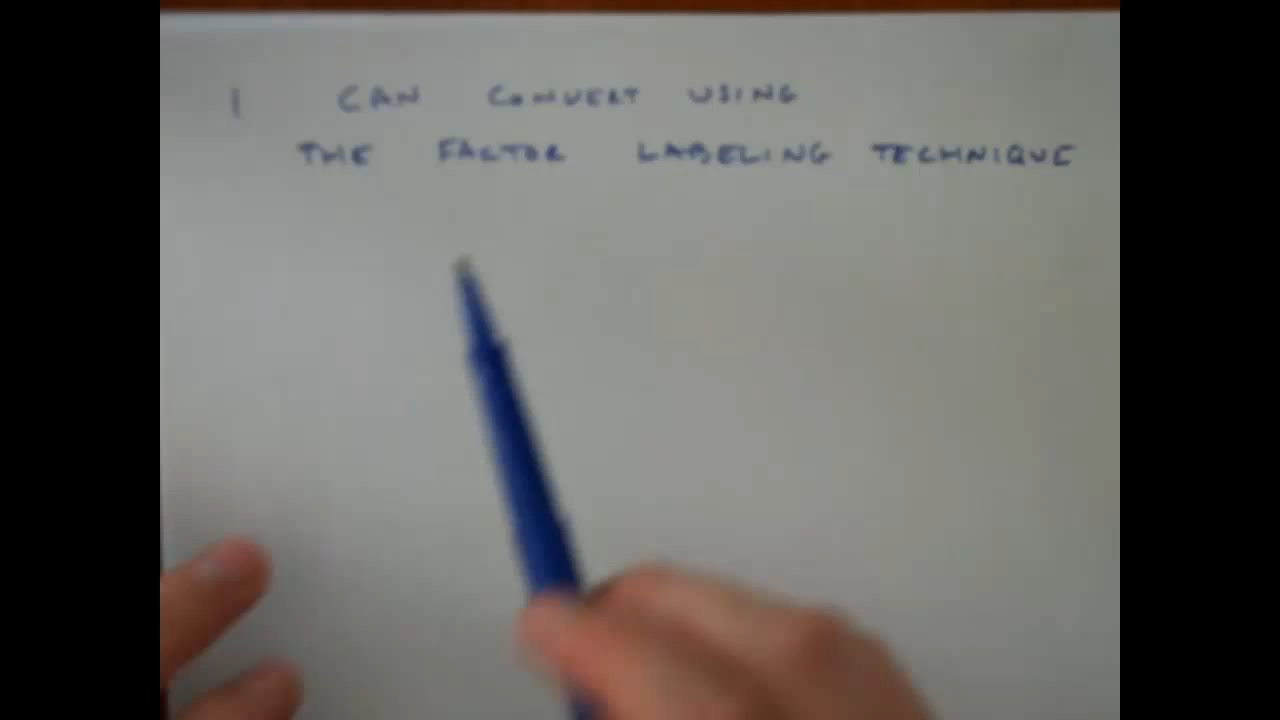 I CAN CONVERT USING
THE FACTOR LABELING TECHNIQUE